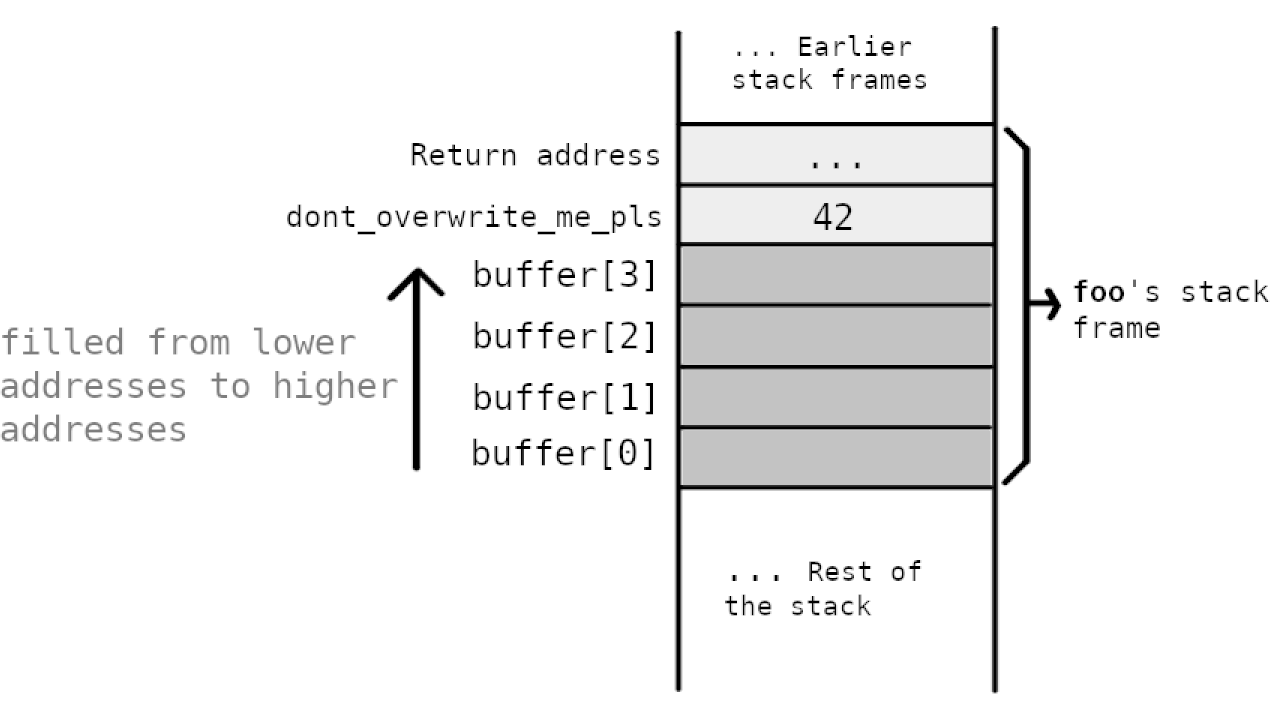 ... Earlier
stack frames
Return address
...
dont_overwrite_me_pls
42
buffer[3]
buffer[2]
buffer[1]
buffer[0]
filled from lower
addresses to higher
addresses
foo's stack
frame
... Rest of
the stack